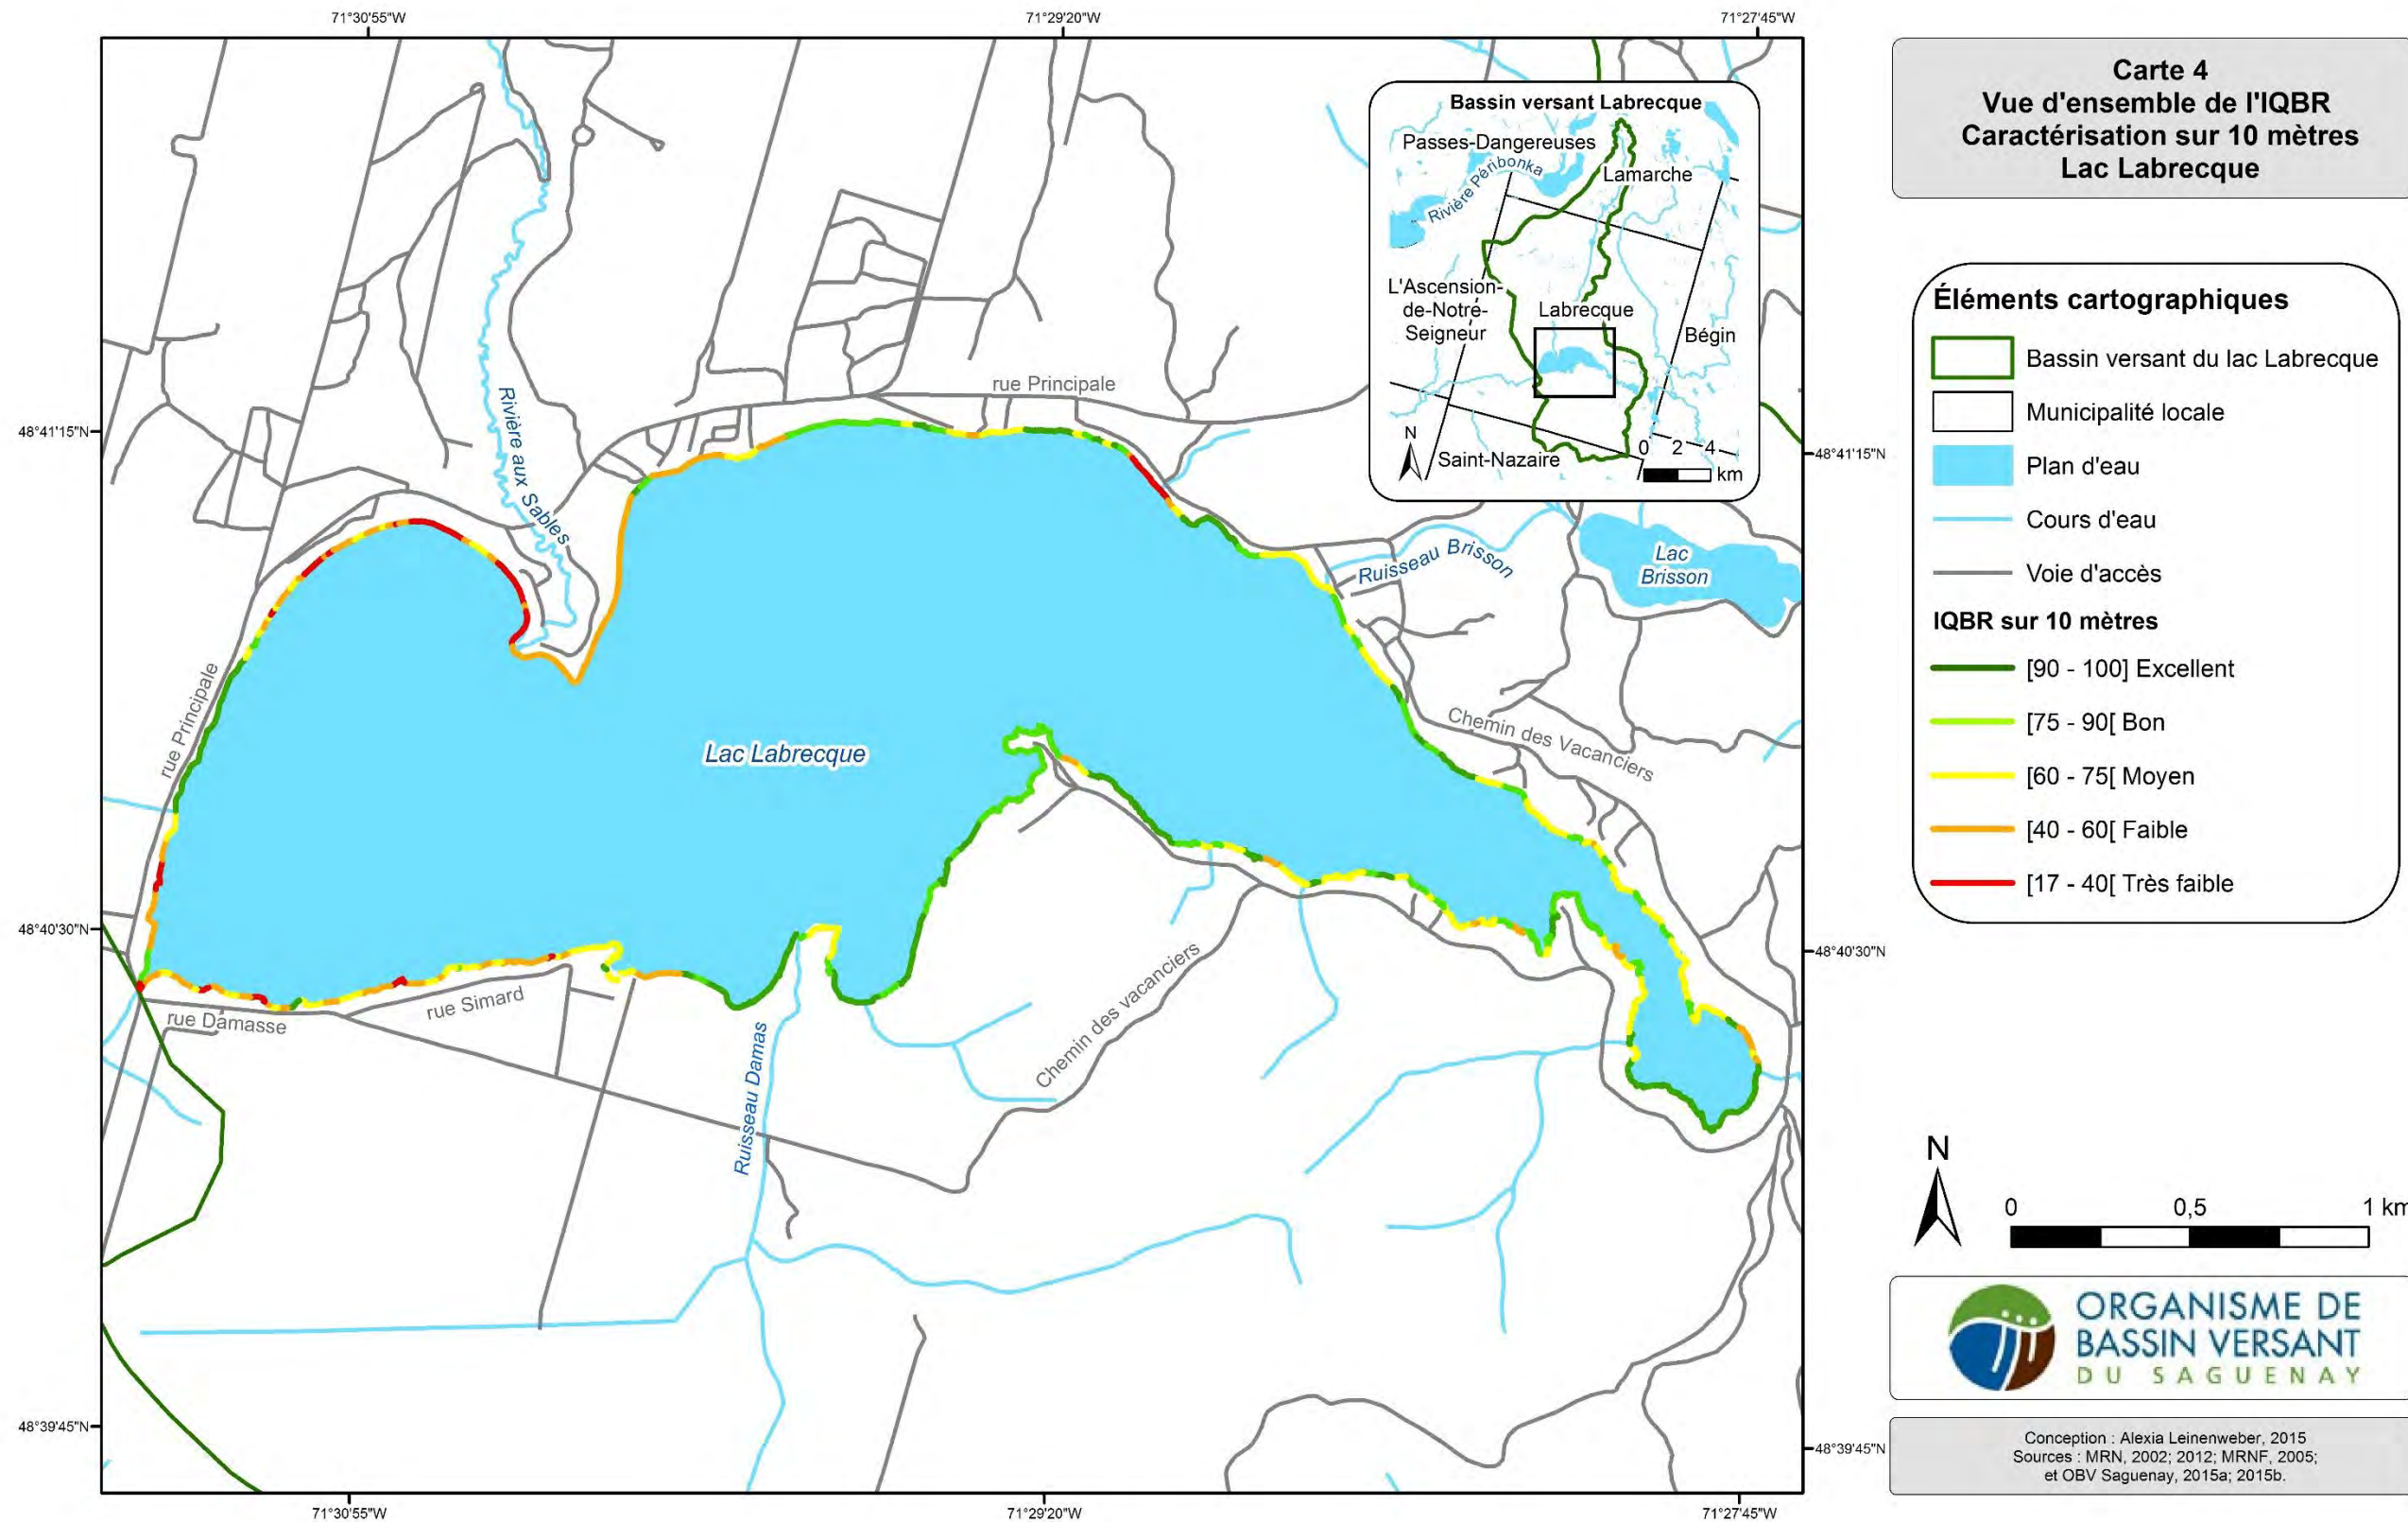 71°30'55"W
71°29'20"W
71°27'45"W
Carte 4
Vue d'ensemble de l'IQBR
Caractérisation sur 10 mètres
Lac Labrecque
Bassin versant Labrecque
Passes-Dangereuses
Rivière Péribonka
Lamarche
L'Ascension-
de-Notre-
Seigneur
Labrecque
Bégin
N
Saint-Nazaire
0 2 4
km
Éléments cartographiques
Bassin versant du lac Labrecque
Municipalité locale
Plan d'eau
Cours d'eau
Voie d'accès
IQBR sur 10 mètres
[90 - 100] Excellent
[75 - 90[ Bon
[60 - 75[ Moyen
[40 - 60[ Faible
[17 - 40[ Très faible
rue Principale
48°41'15"N
48°41'15"N
Rivière aux Sables
Ruisseau Brisson
Lac
Brisson
rue Principale
Lac Labrecque
Chemin des Vacanciers
48°40'30"N
48°40'30"N
rue Simard
rue Damasse
Chemin des vacanciers
Ruisseau Damas
N
0 0,5 1 km
ORGANISME DE
BASSIN VERSANT
DU SAGUENAY
48°39'45"N
48°39'45"N
Conception : Alexia Leinenweber, 2015
Sources : MRN, 2002; 2012; MRNF, 2005;
et OBV Saguenay, 2015a; 2015b.
71°30'55"W
71°29'20"W
71°27'45"W